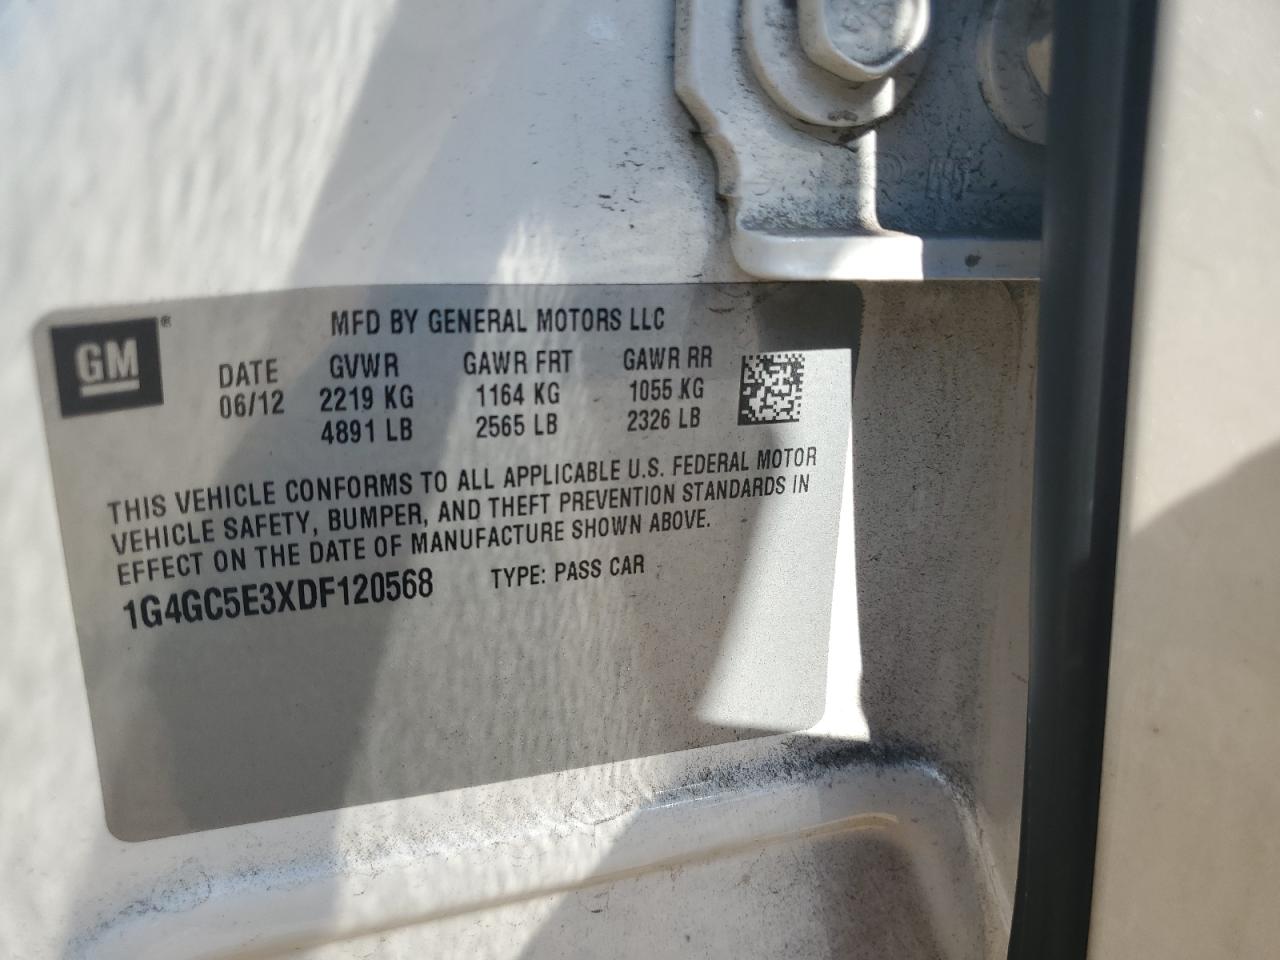 GM®
MFD BY GENERAL MOTORS LLC
DATE GVWR GAWR FRT GAWR RR
06/12 2219 KG 1164 KG 1055 KG
4891 LB 2565 LB 2326 LB
THIS VEHICLE CONFORMS TO ALL APPLICABLE U.S. FEDERAL MOTOR
VEHICLE SAFETY, BUMPER, AND THEFT PREVENTION STANDARDS IN
EFFECT ON THE DATE OF MANUFACTURE SHOWN ABOVE.
1G4GC5E3XDF120568 TYPE: PASS CAR